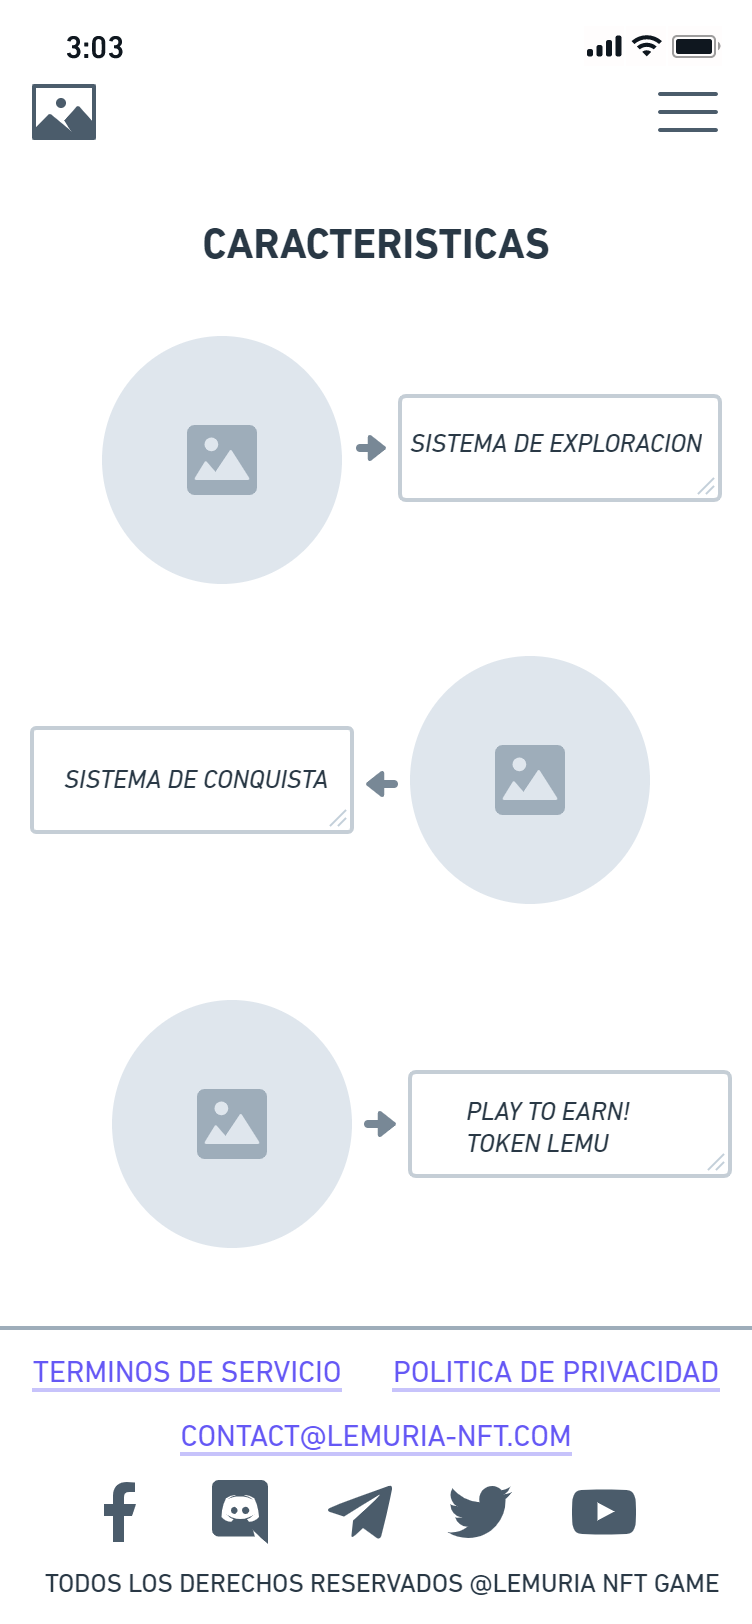 3:03
CARACTERISTICAS
SISTEMA DE EXPLORACION
SISTEMA DE CONQUISTA
PLAY TO EARN!
TOKEN LEMU
TERMINOS DE SERVICIO
POLITICA DE PRIVACIDAD
CONTACT@LEMURIA-NFT.COM
TODOS LOS DERECHOS RESERVADOS @LEMURIA NFT GAME